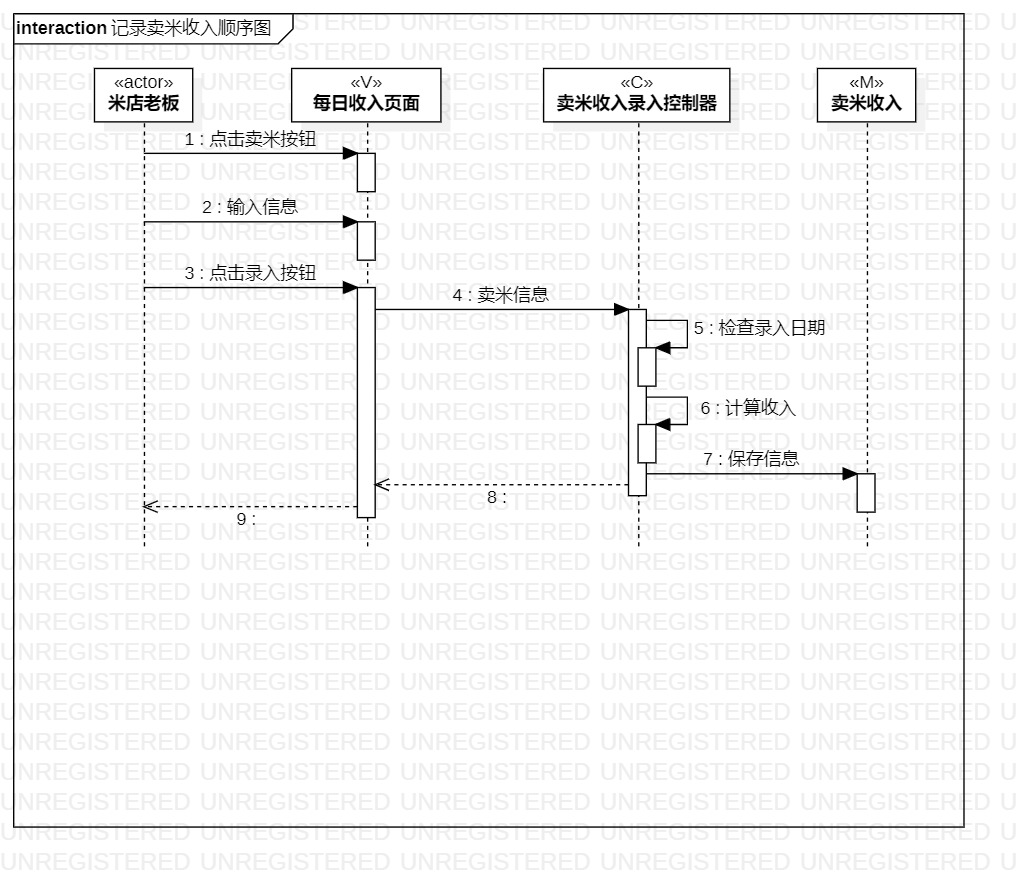 interaction 记录卖米收入顺序图
«actor»
米店老板
«V»
每日收入页面
«C»
卖米收入录入控制器
«M»
卖米收入
1 : 点击卖米按钮
2 : 输入信息
3 : 点击录入按钮
4 : 卖米信息
5 : 检查录入日期
6 : 计算收入
7 : 保存信息
8 :
9 :
UNREGISTERED